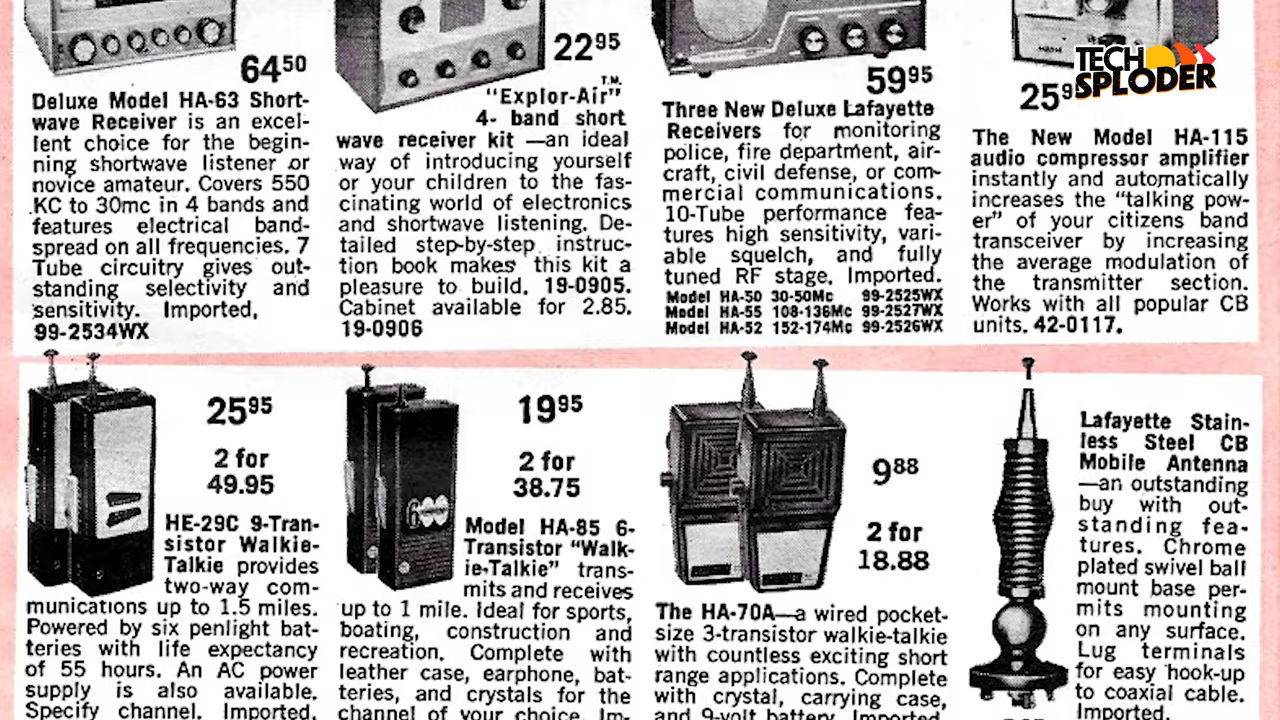 64⁵⁰
Deluxe Model HA-63 Short-
wave Receiver is an excel-
lent choice for the begin-
ning shortwave listener or
novice amateur. Covers 550
KC to 30mc in 4 bands and
features electrical band-
spread on all frequencies. 7
Tube circuitry gives out-
standing selectivity and
sensitivity. Imported.
99-2534WX
22⁹⁵
"Explor-Air" T.M.
4- band short
wave receiver kit —an ideal
way of introducing yourself
or your children to the fas-
cinating world of electronics
and shortwave listening. De-
tailed step-by-step instruc-
tion book makes this kit a
pleasure to build. 19-0905.
Cabinet available for 2.85.
19-0906
59⁹⁵
Three New Deluxe Lafayette
Receivers for monitoring
police, fire department, air-
craft, civil defense, or com-
mercial communications.
10-Tube performance fea-
tures high sensitivity, vari-
able squelch, and fully
tuned RF stage. Imported.
Model HA-50 30-50Mc 99-2525WX
Model HA-55 108-136Mc 99-2527WX
Model HA-52 152-174Mc 99-2526WX
TECH
SPLODER
The New Model HA-115
audio compressor amplifier
instantly and automatically
increases the "talking pow-
er" of your citizens band
transceiver by increasing
the average modulation of
the transmitter section.
Works with all popular CB
units. 42-0117.
25⁹⁵
2 for
49.95
HE-29C 9-Tran-
sistor Walkie-
Talkie provides
two-way com-
munications up to 1.5 miles.
Powered by six penlight bat-
teries with life expectancy
of 55 hours. An AC power
supply is also available.
Specify channel. Imported.
19⁹⁵
2 for
38.75
Model HA-85 6-
Transistor "Walk-
ie-Talkie" trans-
mits and receives
up to 1 mile. Ideal for sports,
boating, construction and
recreation. Complete with
leather case, earphone, bat-
teries, and crystals for the
channel of your choice. Im-
9⁸⁸
2 for
18.88
The HA-70A—a wired pocket-
size 3-transistor walkie-talkie
with countless exciting short
range applications. Complete
with crystal, carrying case,
and 9-volt battery. Imported.
Lafayette Stain-
less Steel CB
Mobile Antenna
—an outstanding
buy with out-
standing fea-
tures. Chrome
plated swivel ball
mount base per-
mits mounting
on any surface.
Lug terminals
for easy hook-up
to coaxial cable.
Imported.